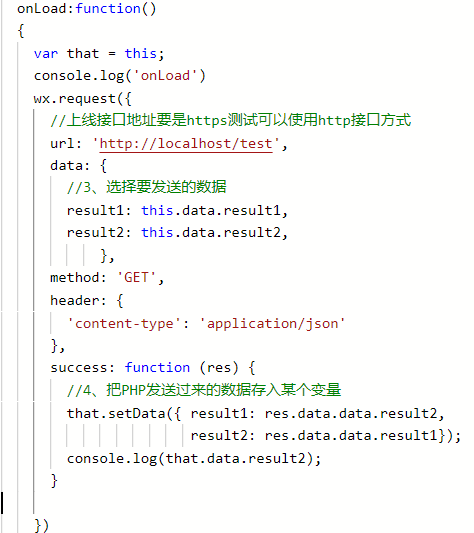 onLoad:function()
{
var that = this;
console.log('onLoad')
wx.request({
//上线接口地址要是https测试可以使用http接口方式
url: 'http://localhost/test',
data: {
//3、选择要发送的数据
result1: this.data.result1,
result2: this.data.result2,
},
method: 'GET',
header: {
'content-type': 'application/json'
},
success: function (res) {
//4、把PHP发送过来的数据存入某个变量
that.setData({ result1: res.data.data.result2,
result2: res.data.data.result1});
console.log(that.data.result2);
}
})